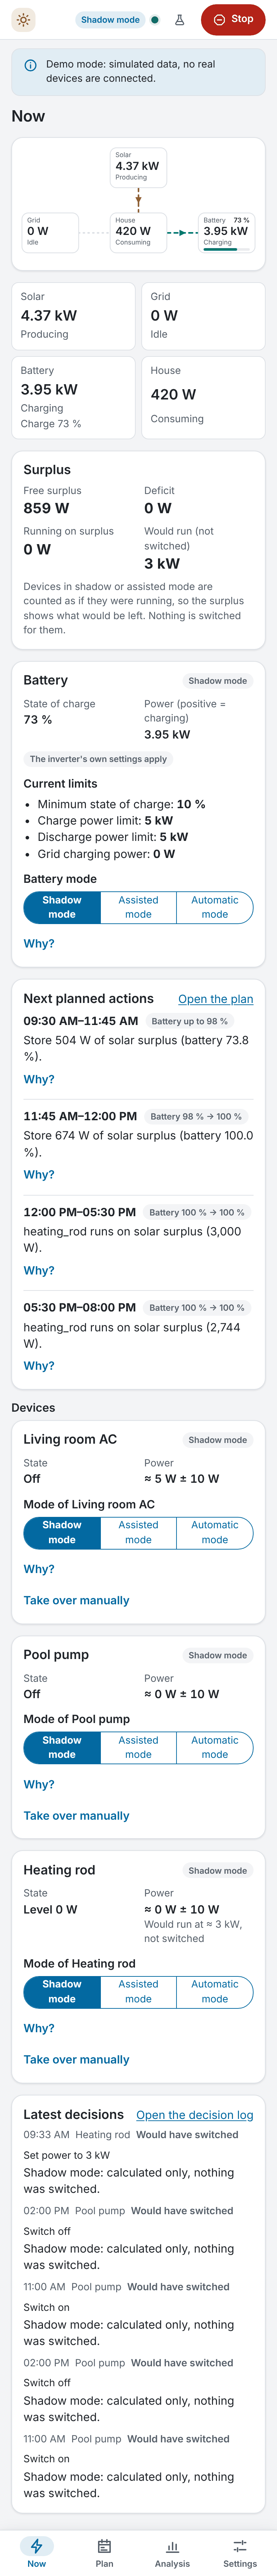 Shadow mode
Stop
Demo mode: simulated data, no real
devices are connected.
Now
Solar
4.37 kW
Producing
Grid
0 W
Idle
House
420 W
Consuming
Battery 73 %
3.95 kW
Charging
Solar
4.37 kW
Producing
Grid
0 W
Idle
Battery
3.95 kW
Charging
Charge 73 %
House
420 W
Consuming
Surplus
Free surplus
859 W
Deficit
0 W
Running on surplus
0 W
Would run (not
switched)
3 kW
Devices in shadow or assisted mode are
counted as if they were running, so the surplus
shows what would be left. Nothing is switched
for them.
Battery
Shadow mode
State of charge
73 %
Power (positive =
charging)
3.95 kW
The inverter's own settings apply
Current limits
• Minimum state of charge: 10 %
• Charge power limit: 5 kW
• Discharge power limit: 5 kW
• Grid charging power: 0 W
Battery mode
Shadow
mode
Assisted
mode
Automatic
mode
Why?
Next planned actions
Open the plan
09:30 AM–11:45 AM Battery up to 98 %
Store 504 W of solar surplus (battery 73.8
%).
Why?
11:45 AM–12:00 PM Battery 98 % → 100 %
Store 674 W of solar surplus (battery 100.0
%).
Why?
12:00 PM–05:30 PM Battery 100 % → 100 %
heating_rod runs on solar surplus (3,000
W).
Why?
05:30 PM–08:00 PM Battery 100 % → 100 %
heating_rod runs on solar surplus (2,744
W).
Why?
Devices
Living room AC
Shadow mode
State
Off
Power
≈ 5 W ± 10 W
Mode of Living room AC
Shadow
mode
Assisted
mode
Automatic
mode
Why?
Take over manually
Pool pump
Shadow mode
State
Off
Power
≈ 0 W ± 10 W
Mode of Pool pump
Shadow
mode
Assisted
mode
Automatic
mode
Why?
Take over manually
Heating rod
Shadow mode
State
Level 0 W
Power
≈ 0 W ± 10 W
Would run at ≈ 3 kW,
not switched
Mode of Heating rod
Shadow
mode
Assisted
mode
Automatic
mode
Why?
Take over manually
Latest decisions
Open the decision log
09:33 AM Heating rod Would have switched
Set power to 3 kW
Shadow mode: calculated only, nothing
was switched.
02:00 PM Pool pump Would have switched
Switch off
Shadow mode: calculated only, nothing
was switched.
11:00 AM Pool pump Would have switched
Switch on
Shadow mode: calculated only, nothing
was switched.
02:00 PM Pool pump Would have switched
Switch off
Shadow mode: calculated only, nothing
was switched.
11:00 AM Pool pump Would have switched
Switch on
Shadow mode: calculated only, nothing
was switched.
Now
Plan
Analysis
Settings